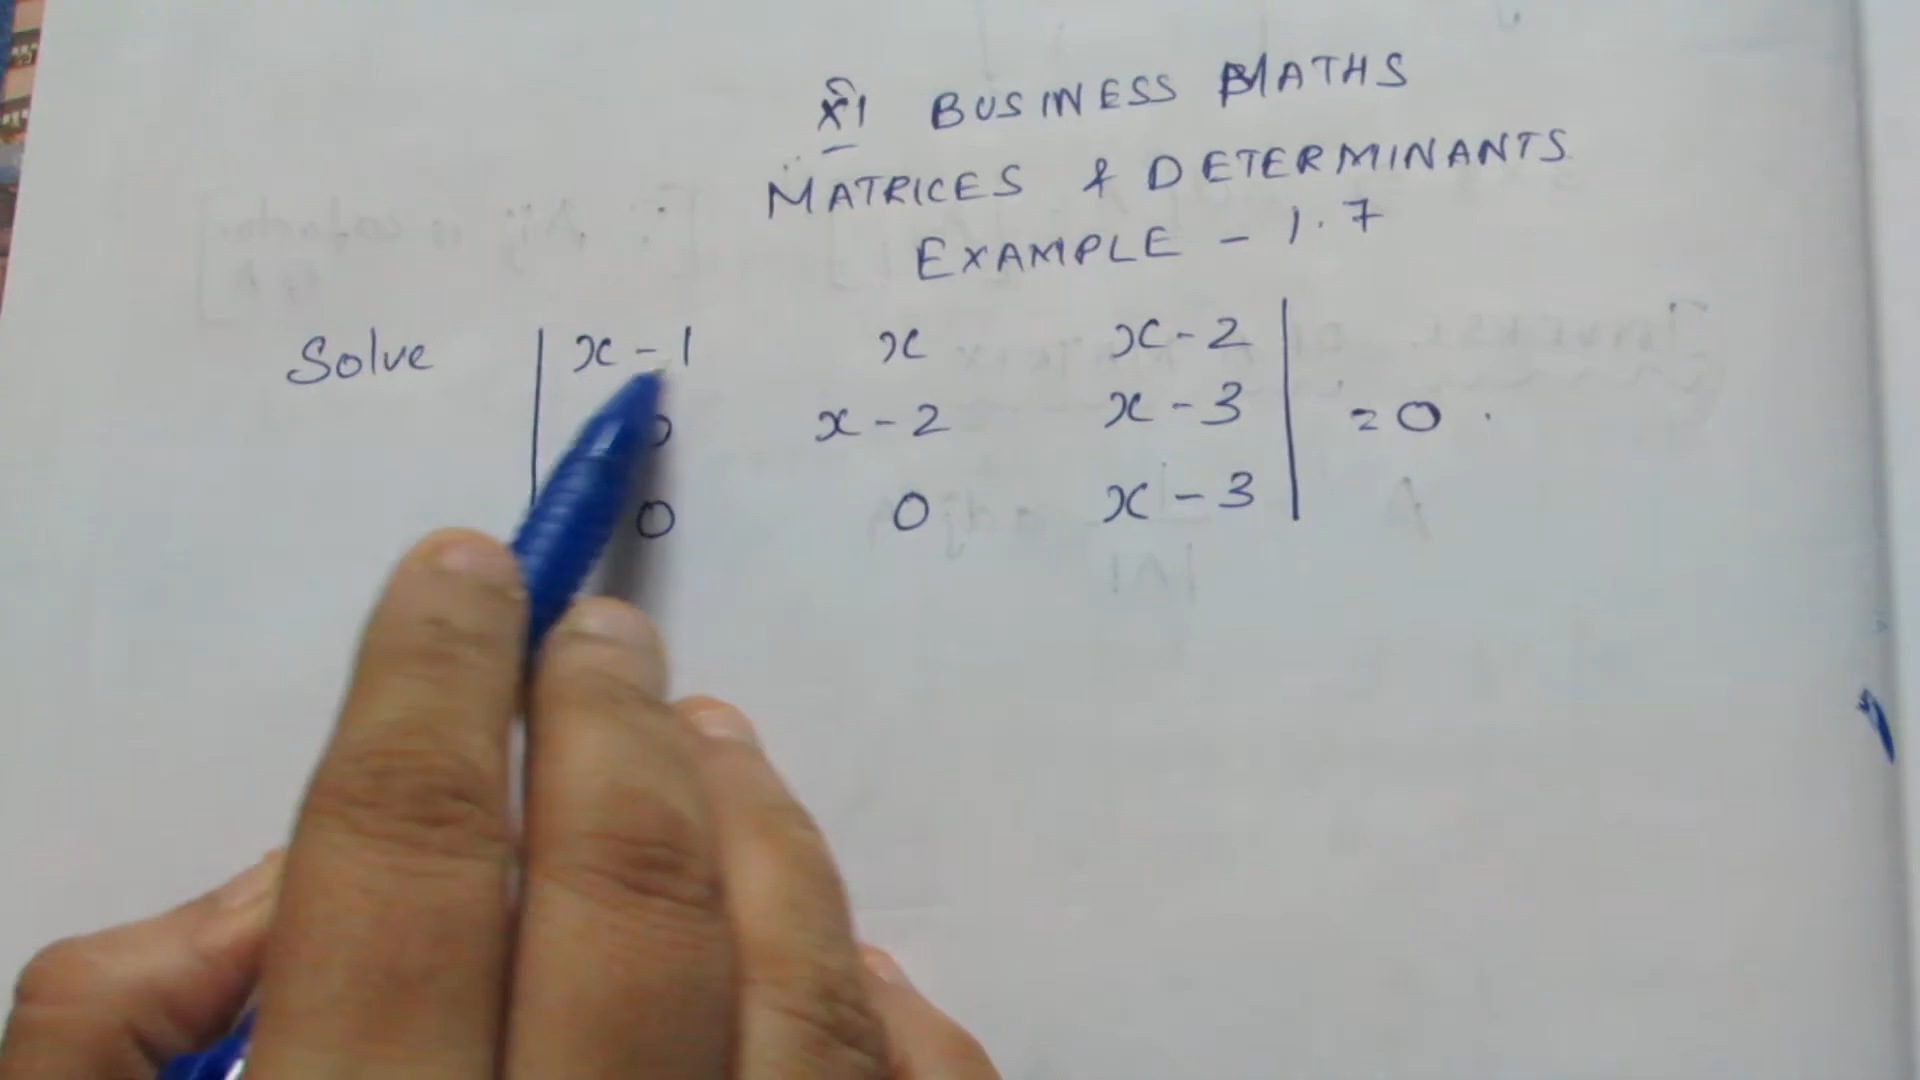 XI BUSINESS MATHS
MATRICES & DETERMINANTS
EXAMPLE - 1.7
Solve | x-1 x x-2 |
0 x-2 x-3 = 0.
0 0 x-3